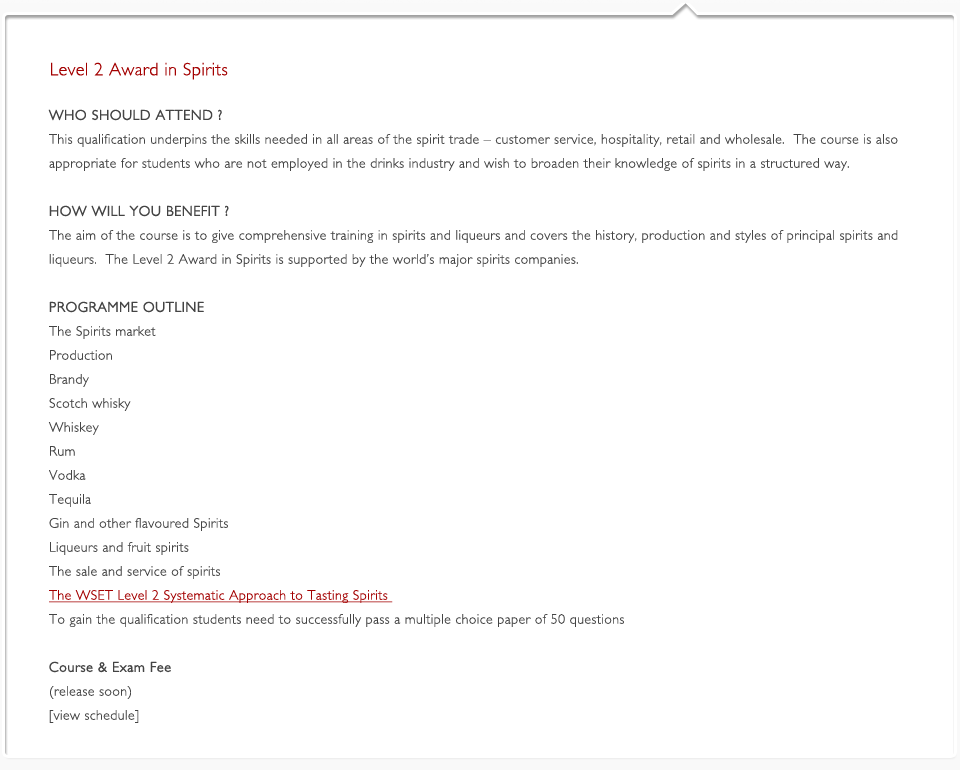 Level 2 Award in Spirits
WHO SHOULD ATTEND ?
This qualification underpins the skills needed in all areas of the spirit trade – customer service, hospitality, retail and wholesale.  The course is also
appropriate for students who are not employed in the drinks industry and wish to broaden their knowledge of spirits in a structured way.
HOW WILL YOU BENEFIT ?
The aim of the course is to give comprehensive training in spirits and liqueurs and covers the history, production and styles of principal spirits and
liqueurs.  The Level 2 Award in Spirits is supported by the world's major spirits companies.
PROGRAMME OUTLINE
The Spirits market
Production
Brandy
Scotch whisky
Whiskey
Rum
Vodka
Tequila
Gin and other flavoured Spirits
Liqueurs and fruit spirits
The sale and service of spirits
The WSET Level 2 Systematic Approach to Tasting Spirits
To gain the qualification students need to successfully pass a multiple choice paper of 50 questions
Course & Exam Fee
(release soon)
[view schedule]